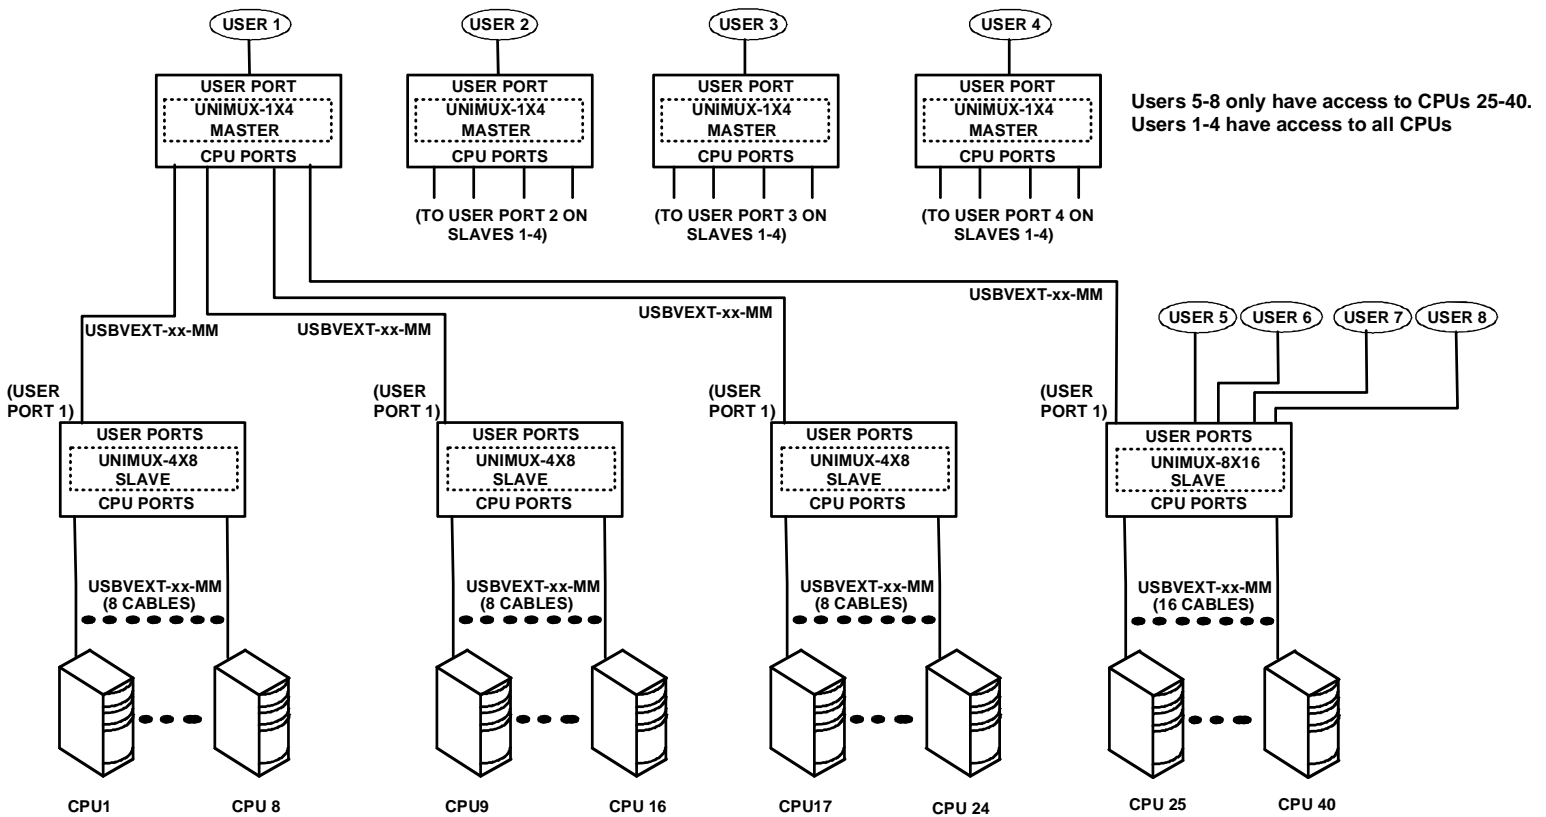 USER 1
USER 2
USER 3
USER 4
USER PORT
UNIMUX-1X4
MASTER
CPU PORTS
USER PORT
UNIMUX-1X4
MASTER
CPU PORTS
(TO USER PORT 2 ON
SLAVES 1-4)
USER PORT
UNIMUX-1X4
MASTER
CPU PORTS
(TO USER PORT 3 ON
SLAVES 1-4)
USER PORT
UNIMUX-1X4
MASTER
CPU PORTS
(TO USER PORT 4 ON
SLAVES 1-4)
Users 5-8 only have access to CPUs 25-40.
Users 1-4 have access to all CPUs
USBVEXT-xx-MM
USBVEXT-xx-MM
USBVEXT-xx-MM
USBVEXT-xx-MM
USER 5
USER 6
USER 7
USER 8
(USER
PORT 1)
(USER
PORT 1)
(USER
PORT 1)
(USER
PORT 1)
USER PORTS
UNIMUX-4X8
SLAVE
CPU PORTS
USER PORTS
UNIMUX-4X8
SLAVE
CPU PORTS
USER PORTS
UNIMUX-4X8
SLAVE
CPU PORTS
USER PORTS
UNIMUX-8X16
SLAVE
CPU PORTS
USBVEXT-xx-MM
(8 CABLES)
USBVEXT-xx-MM
(8 CABLES)
USBVEXT-xx-MM
(8 CABLES)
USBVEXT-xx-MM
(16 CABLES)
CPU1
CPU 8
CPU9
CPU 16
CPU17
CPU 24
CPU 25
CPU 40